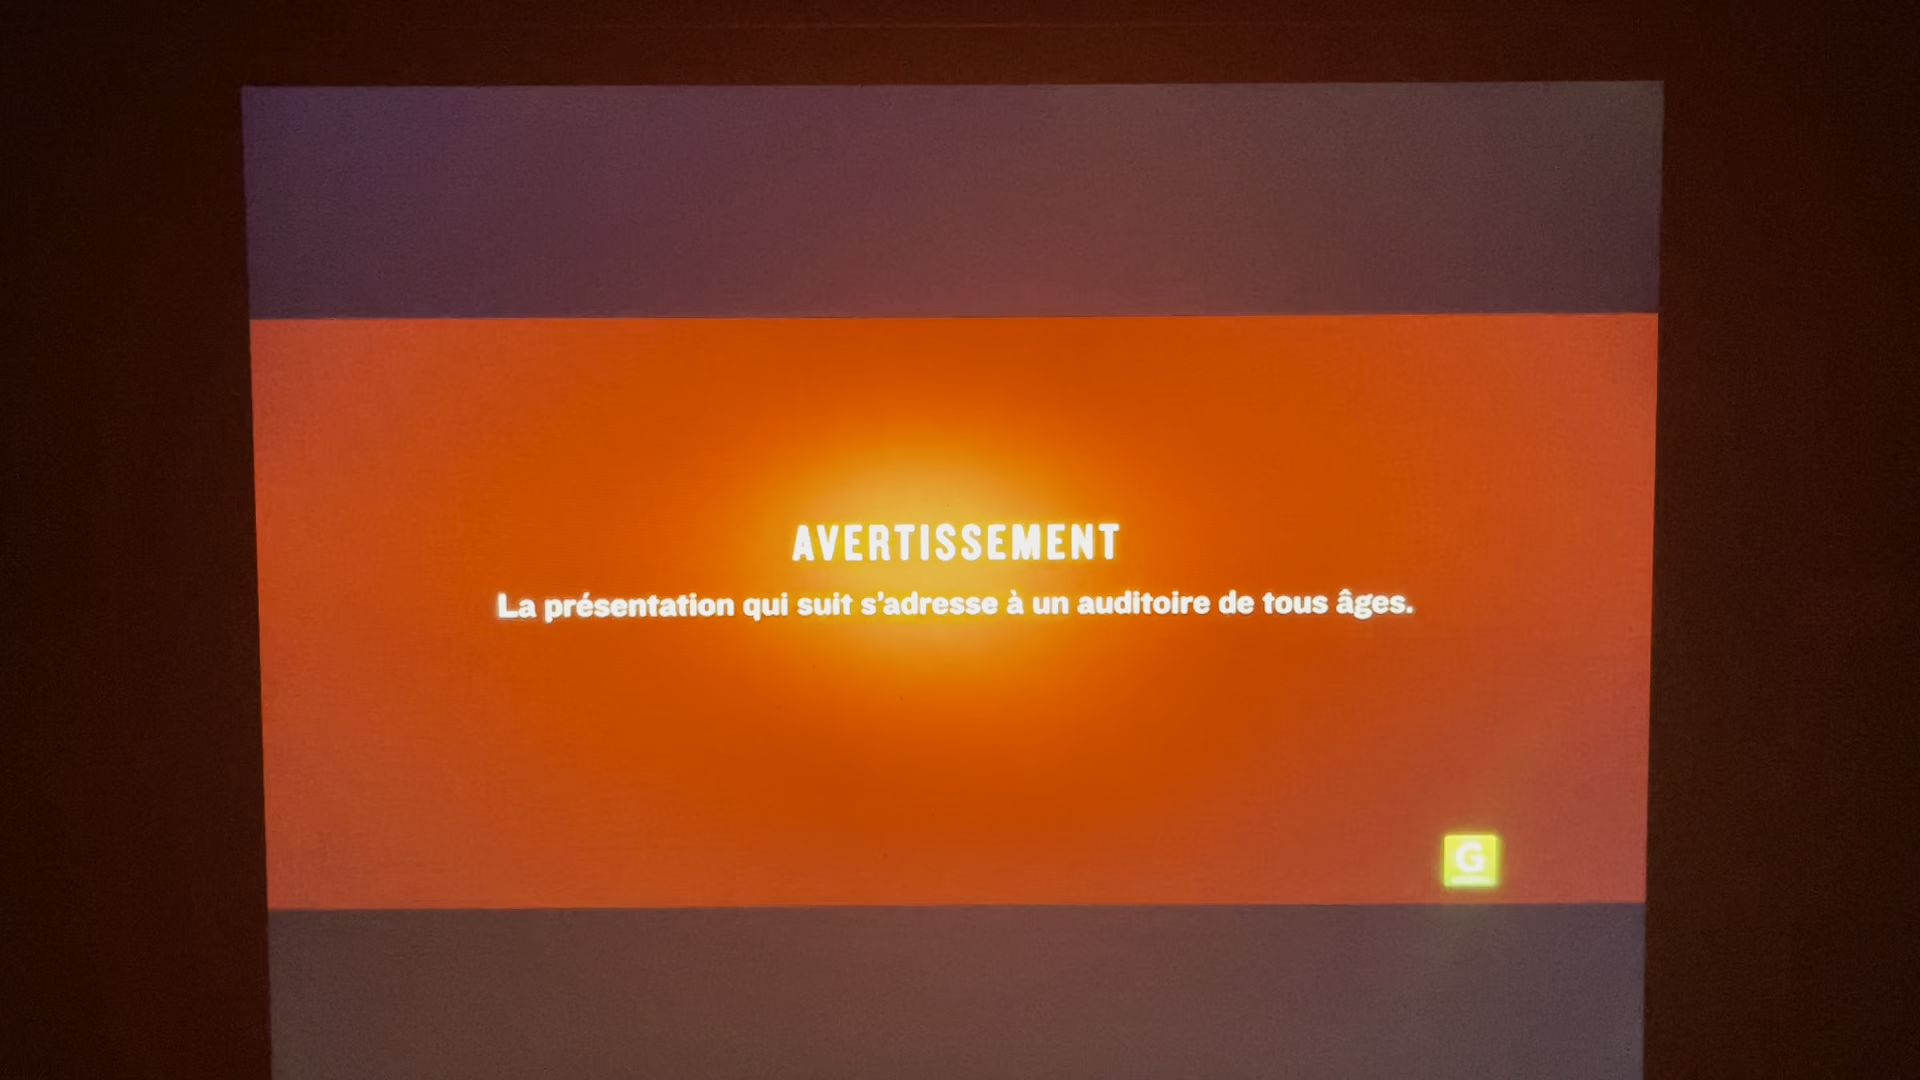 AVERTISSEMENT
La présentation qui suit s'adresse à un auditoire de tous âges.
G